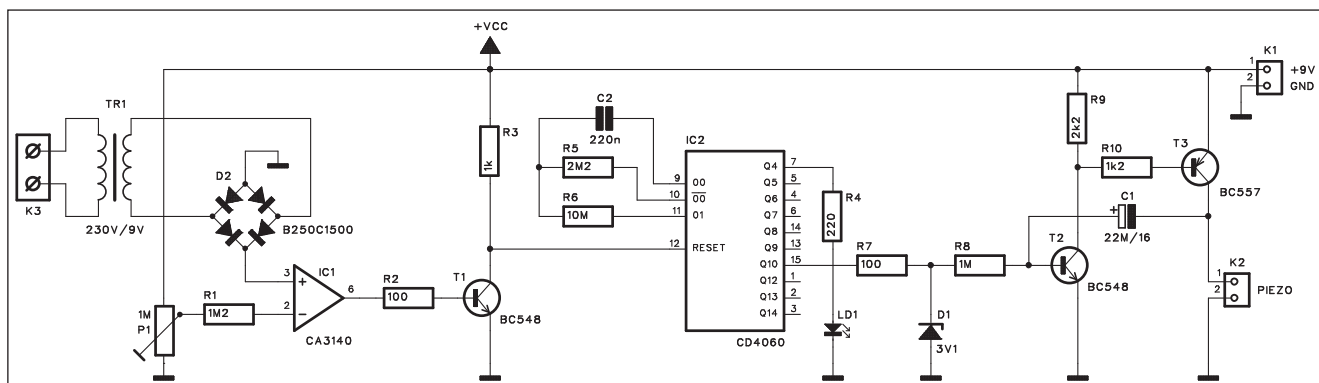 +VCC
K1
1
2
+9V
GND
TR1
K3
230V/9V
D2
B250C1500
R3
1k
C2
220n
R5
2M2
R6
10M
IC2
9
10
11
12
OO
OO
O1
RESET
Q4
Q5
Q6
Q7
Q8
Q9
Q10
Q12
Q13
Q14
7
5
4
6
14
13
15
1
2
3
CD4060
R4
220
LD1
R7
100
R8
1M
D1
3V1
R9
2k2
R10
1k2
T3
BC557
C1
+
22M/16
T2
BC548
K2
1
2
PIEZO
1M
P1
R1
1M2
3
2
+
–
6
IC1
CA3140
R2
100
T1
BC548